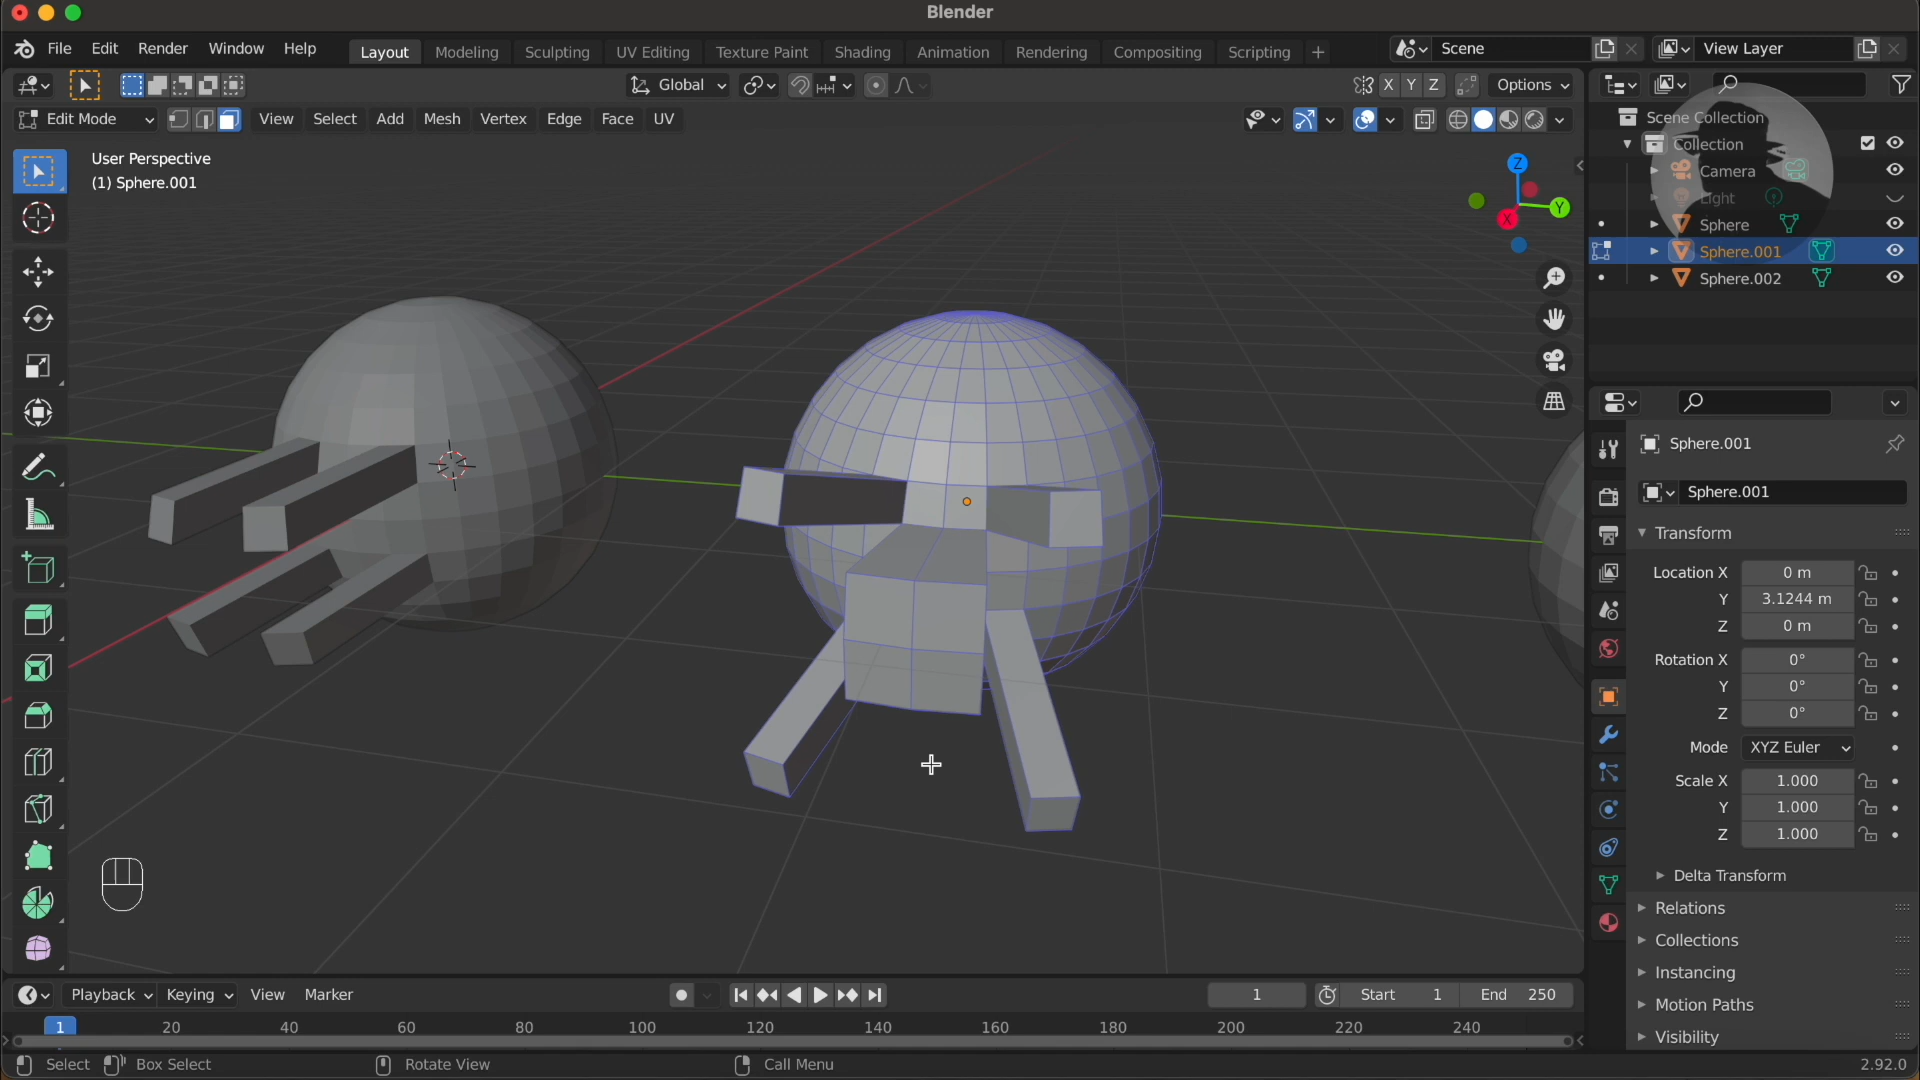 Blender
File Edit Render Window Help Layout Modeling Sculpting UV Editing Texture Paint Shading Animation Rendering Compositing Scripting + Scene View Layer
Global X Y Z Options
Edit Mode View Select Add Mesh Vertex Edge Face UV
User Perspective
(1) Sphere.001
Z
Y
X
Scene Collection
Collection
Camera
Light
Sphere
Sphere.001
Sphere.002
Sphere.001
Sphere.001
Transform
Location X 0 m
Y 3.1244 m
Z 0 m
Rotation X 0°
Y 0°
Z 0°
Mode XYZ Euler
Scale X 1.000
Y 1.000
Z 1.000
Delta Transform
Relations
Collections
Instancing
Motion Paths
Visibility
Playback Keying View Marker 1 Start 1 End 250
1 20 40 60 80 100 120 140 160 180 200 220 240
Select Box Select Rotate View Call Menu 2.92.0